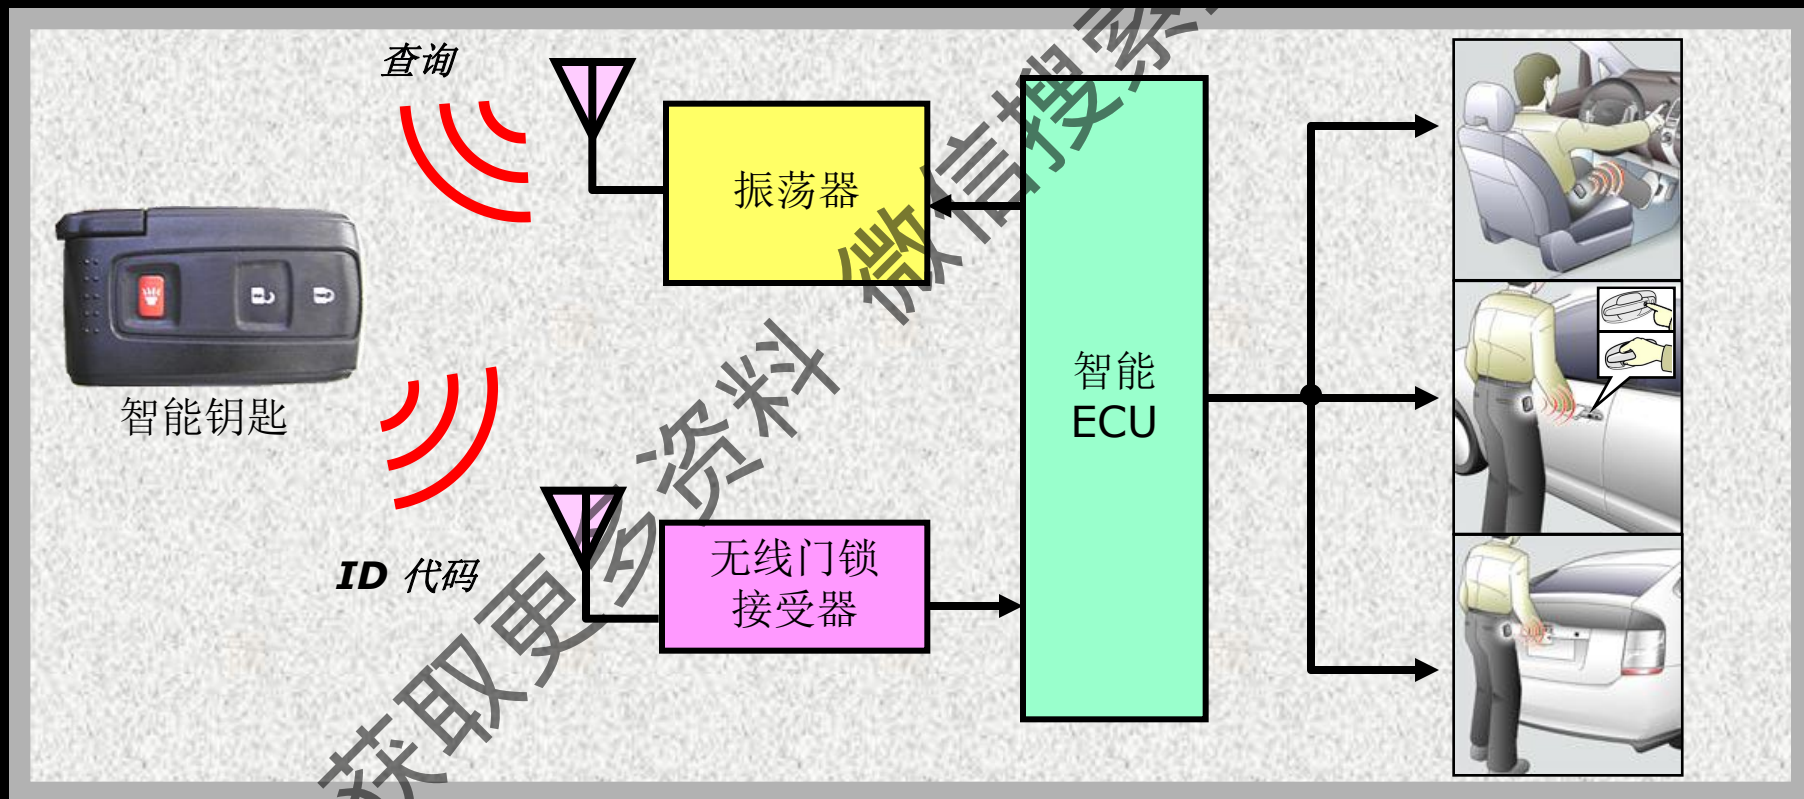 查询
振荡器
智能
ECU
智能钥匙
ID 代码
无线门锁
接受器
获取更多资料 微信搜索